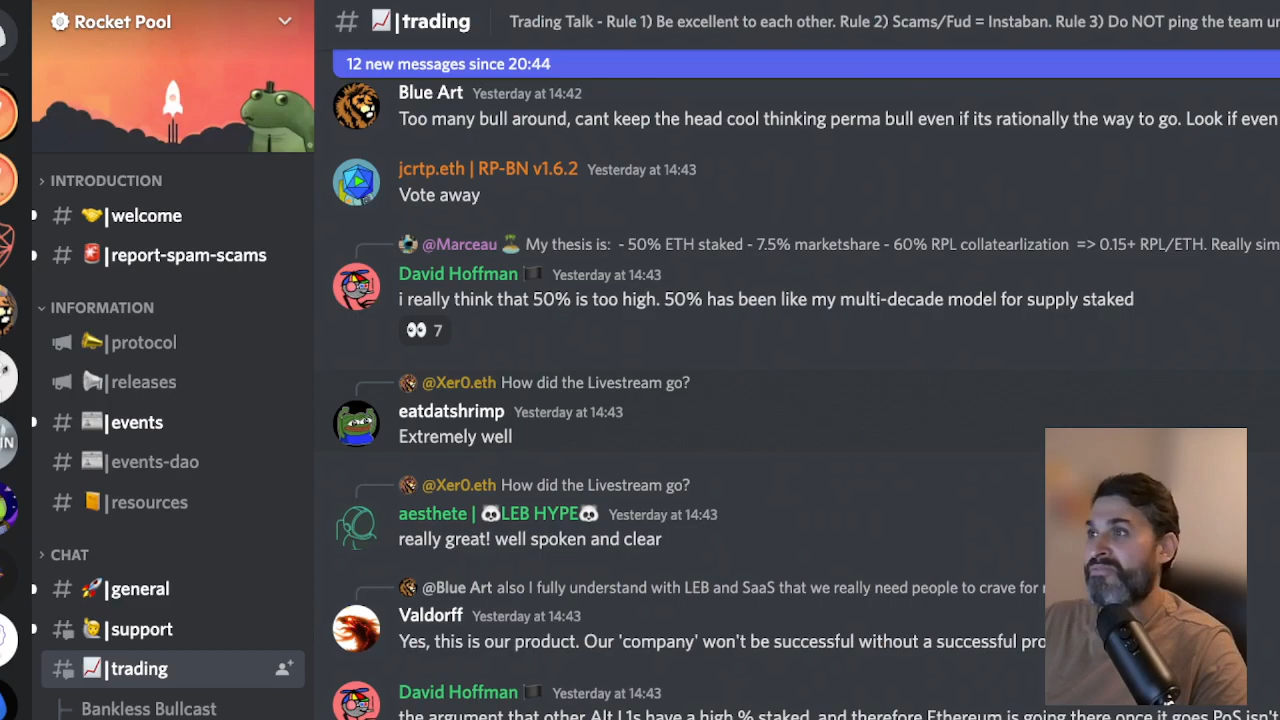 Rocket Pool
INTRODUCTION
# |welcome
# |report-spam-scams
INFORMATION
|protocol
|releases
# |events
# |events-dao
# |resources
CHAT
# |general
|support
|trading
Bankless Bullcast
# |trading
Trading Talk - Rule 1) Be excellent to each other. Rule 2) Scams/Fud = Instaban. Rule 3) Do NOT ping the team
12 new messages since 20:44
Blue Art Yesterday at 14:42
Too many bull around, cant keep the head cool thinking perma bull even if its rationally the way to go. Look if even
jcrtp.eth | RP-BN v1.6.2 Yesterday at 14:43
Vote away
@Marceau My thesis is: - 50% ETH staked - 7.5% marketshare - 60% RPL collatearlization => 0.15+ RPL/ETH. Really
David Hoffman Yesterday at 14:43
i really think that 50% is too high. 50% has been like my multi-decade model for supply staked
7
@Xer0.eth How did the Livestream go?
eatdatshrimp Yesterday at 14:43
Extremely well
@Xer0.eth How did the Livestream go?
aesthete | LEB HYPE Yesterday at 14:43
really great! well spoken and clear
@Blue Art also I fully understand with LEB and SaaS that we really need people to crave for
Valdorff Yesterday at 14:43
Yes, this is our product. Our 'company' won't be successful without a successful
David Hoffman Yesterday at 14:43
the argument that other Alt L1s have a high % staked, and therefore Ethereum is going there once it goes PoS isn't
JN